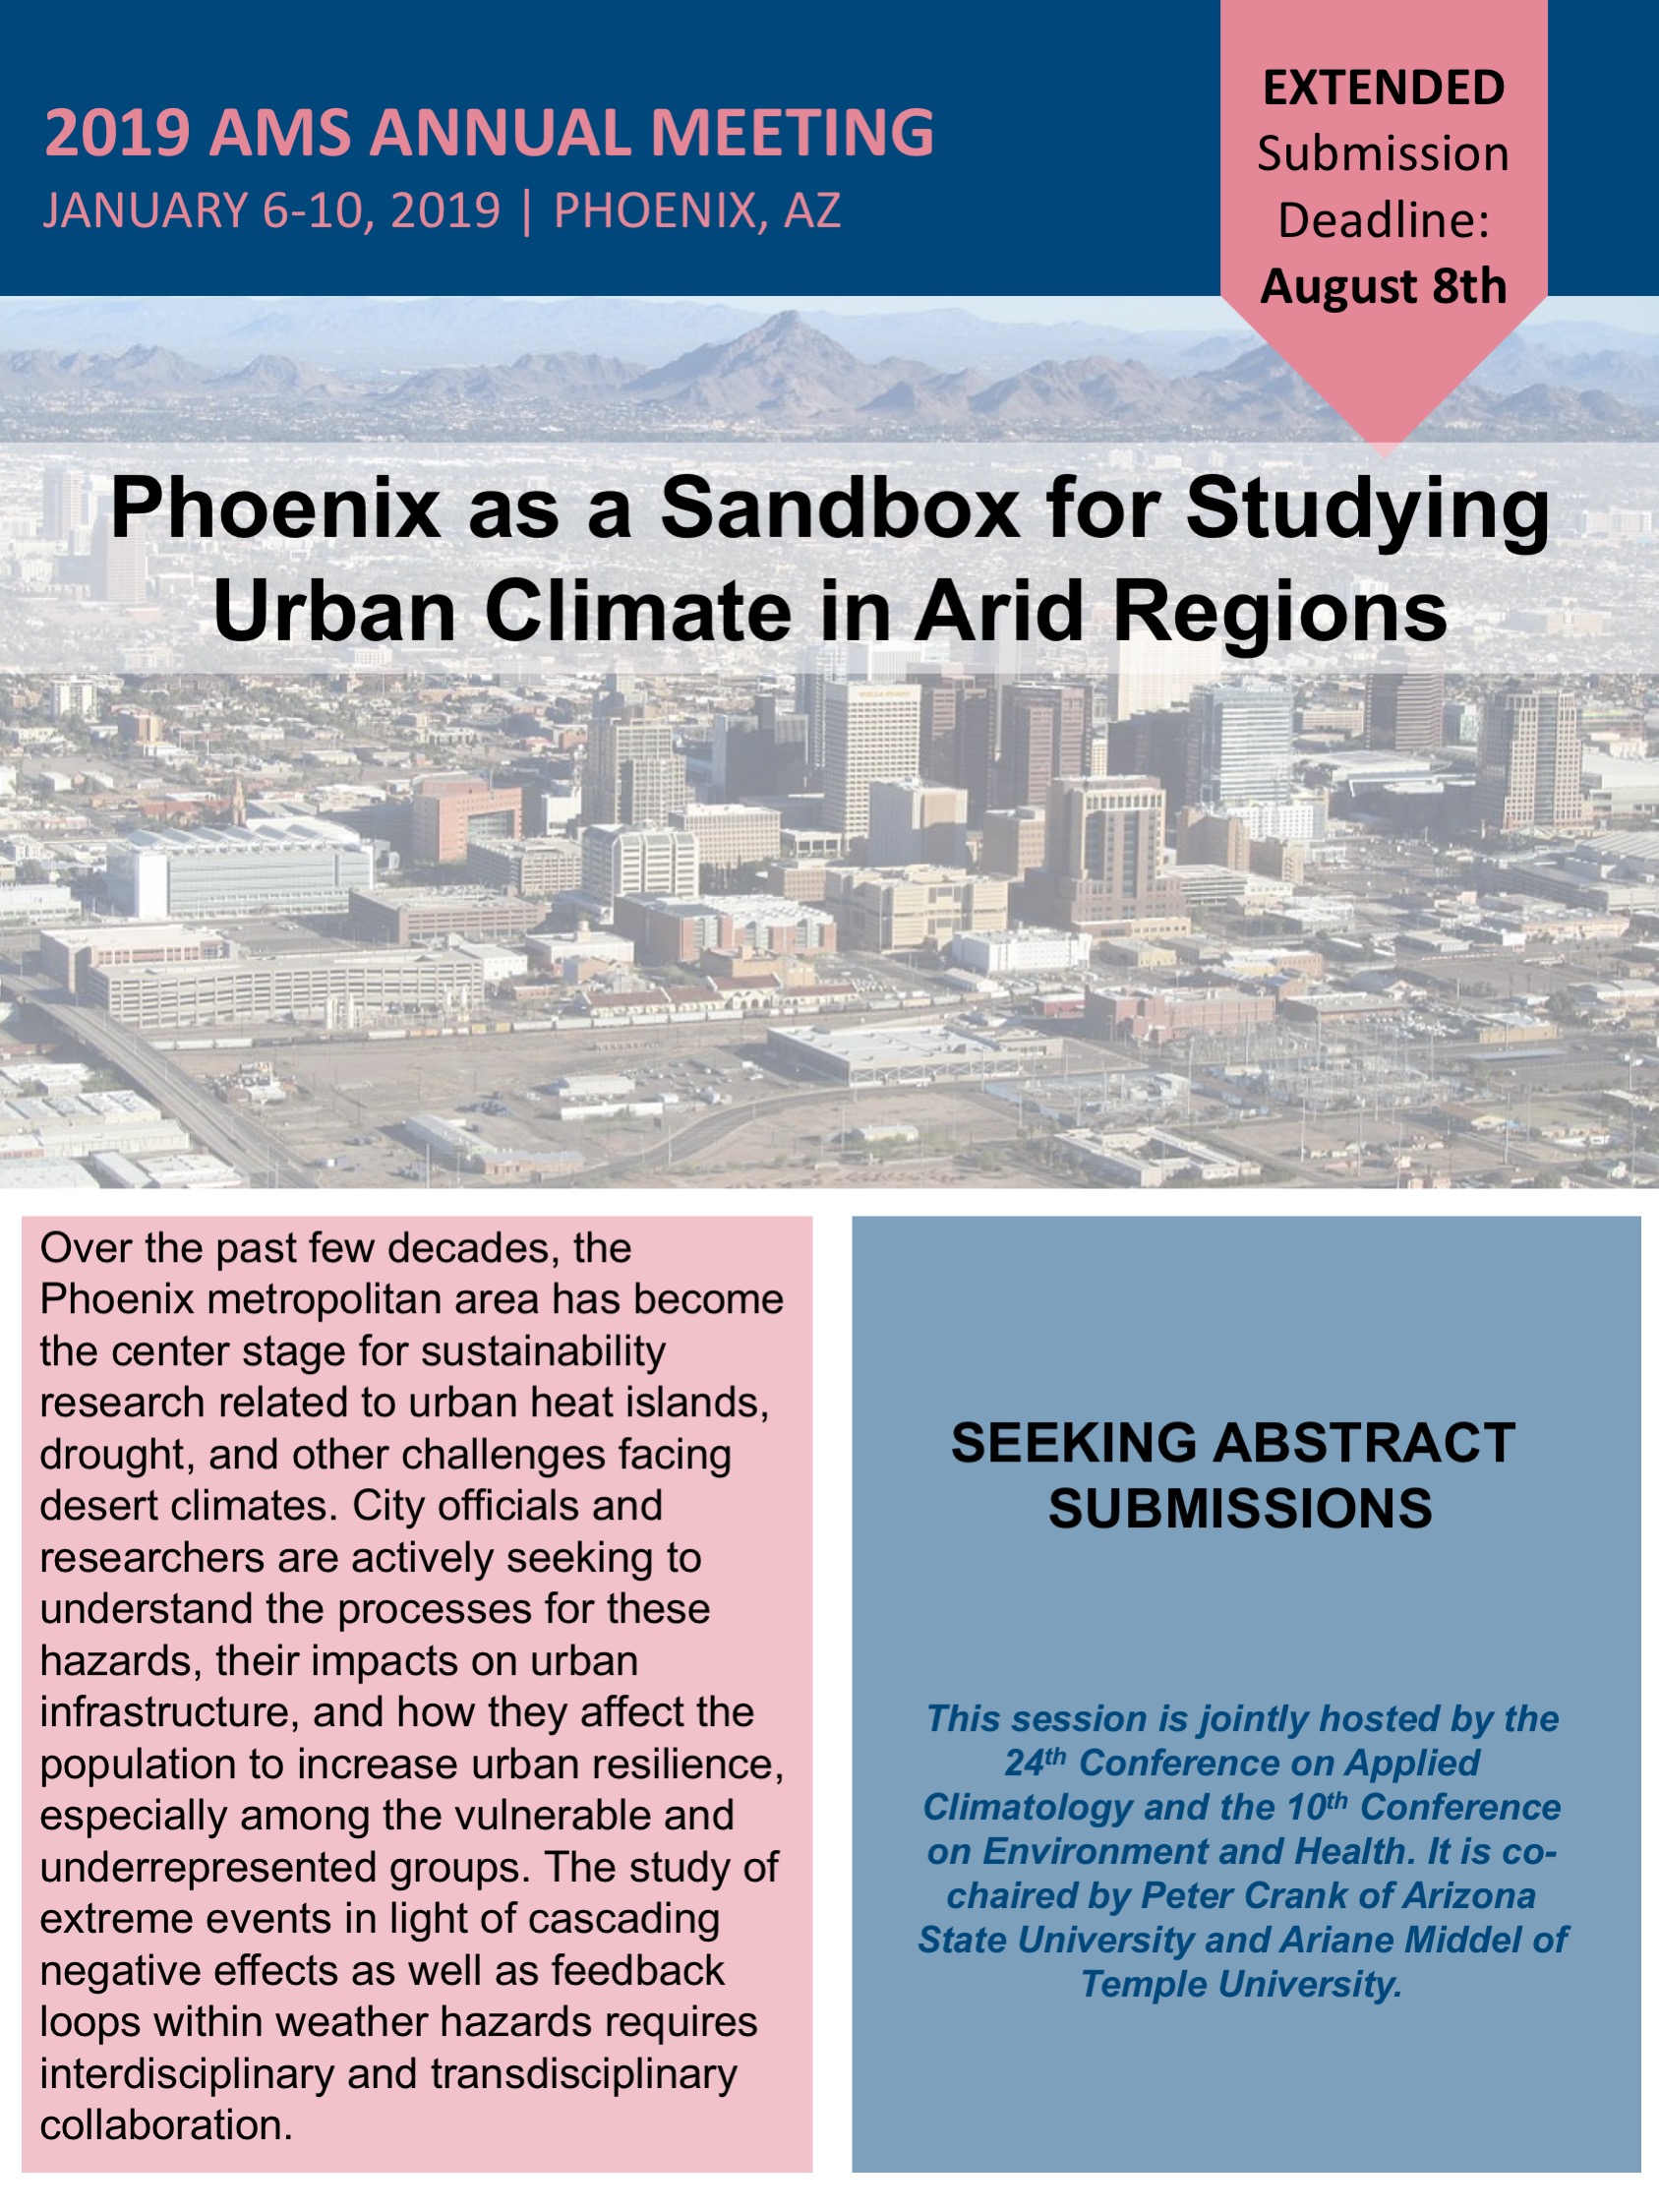 2019 AMS ANNUAL MEETING
JANUARY 6-10, 2019 | PHOENIX, AZ
EXTENDED
Submission
Deadline:
August 8th
Phoenix as a Sandbox for Studying
Urban Climate in Arid Regions
WELLS FARGO
Over the past few decades, the
Phoenix metropolitan area has become
the center stage for sustainability
research related to urban heat islands,
drought, and other challenges facing
desert climates. City officials and
researchers are actively seeking to
understand the processes for these
hazards, their impacts on urban
infrastructure, and how they affect the
population to increase urban resilience,
especially among the vulnerable and
underrepresented groups. The study of
extreme events in light of cascading
negative effects as well as feedback
loops within weather hazards requires
interdisciplinary and transdisciplinary
collaboration.
SEEKING ABSTRACT
SUBMISSIONS
This session is jointly hosted by the
24th Conference on Applied
Climatology and the 10th Conference
on Environment and Health. It is co-
chaired by Peter Crank of Arizona
State University and Ariane Middel of
Temple University.